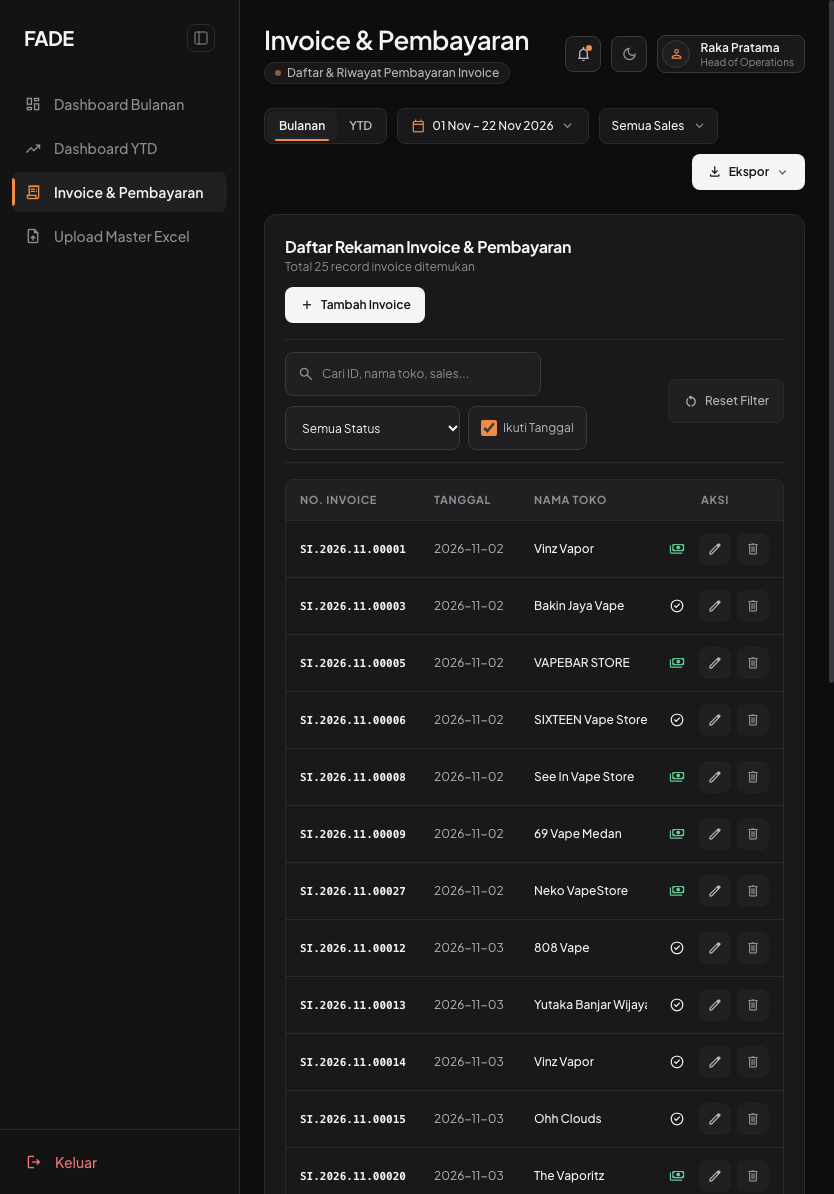 FADE
Dashboard Bulanan
Dashboard YTD
Invoice & Pembayaran
Upload Master Excel
Keluar
Invoice & Pembayaran
Daftar & Riwayat Pembayaran Invoice
Raka Pratama
Head of Operations
Bulanan YTD 01 Nov – 22 Nov 2026 Semua Sales
Ekspor
Daftar Rekaman Invoice & Pembayaran
Total 25 record invoice ditemukan
+ Tambah Invoice
Cari ID, nama toko, sales...
Reset Filter
Semua Status Ikuti Tanggal
NO. INVOICE TANGGAL NAMA TOKO AKSI
SI.2026.11.00001 2026-11-02 Vinz Vapor
SI.2026.11.00003 2026-11-02 Bakin Jaya Vape
SI.2026.11.00005 2026-11-02 VAPEBAR STORE
SI.2026.11.00006 2026-11-02 SIXTEEN Vape Store
SI.2026.11.00008 2026-11-02 See In Vape Store
SI.2026.11.00009 2026-11-02 69 Vape Medan
SI.2026.11.00027 2026-11-02 Neko VapeStore
SI.2026.11.00012 2026-11-03 808 Vape
SI.2026.11.00013 2026-11-03 Yutaka Banjar Wijaya
SI.2026.11.00014 2026-11-03 Vinz Vapor
SI.2026.11.00015 2026-11-03 Ohh Clouds
SI.2026.11.00020 2026-11-03 The Vaporitz